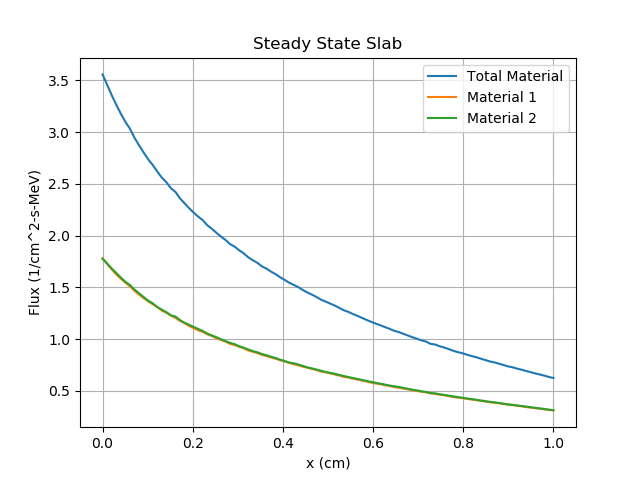 Steady State Slab
Total Material
Material 1
Material 2
Flux (1/cm^2-s-MeV)
3.5
3.0
2.5
2.0
1.5
1.0
0.5
0.0
0.2
0.4
0.6
0.8
1.0
x (cm)